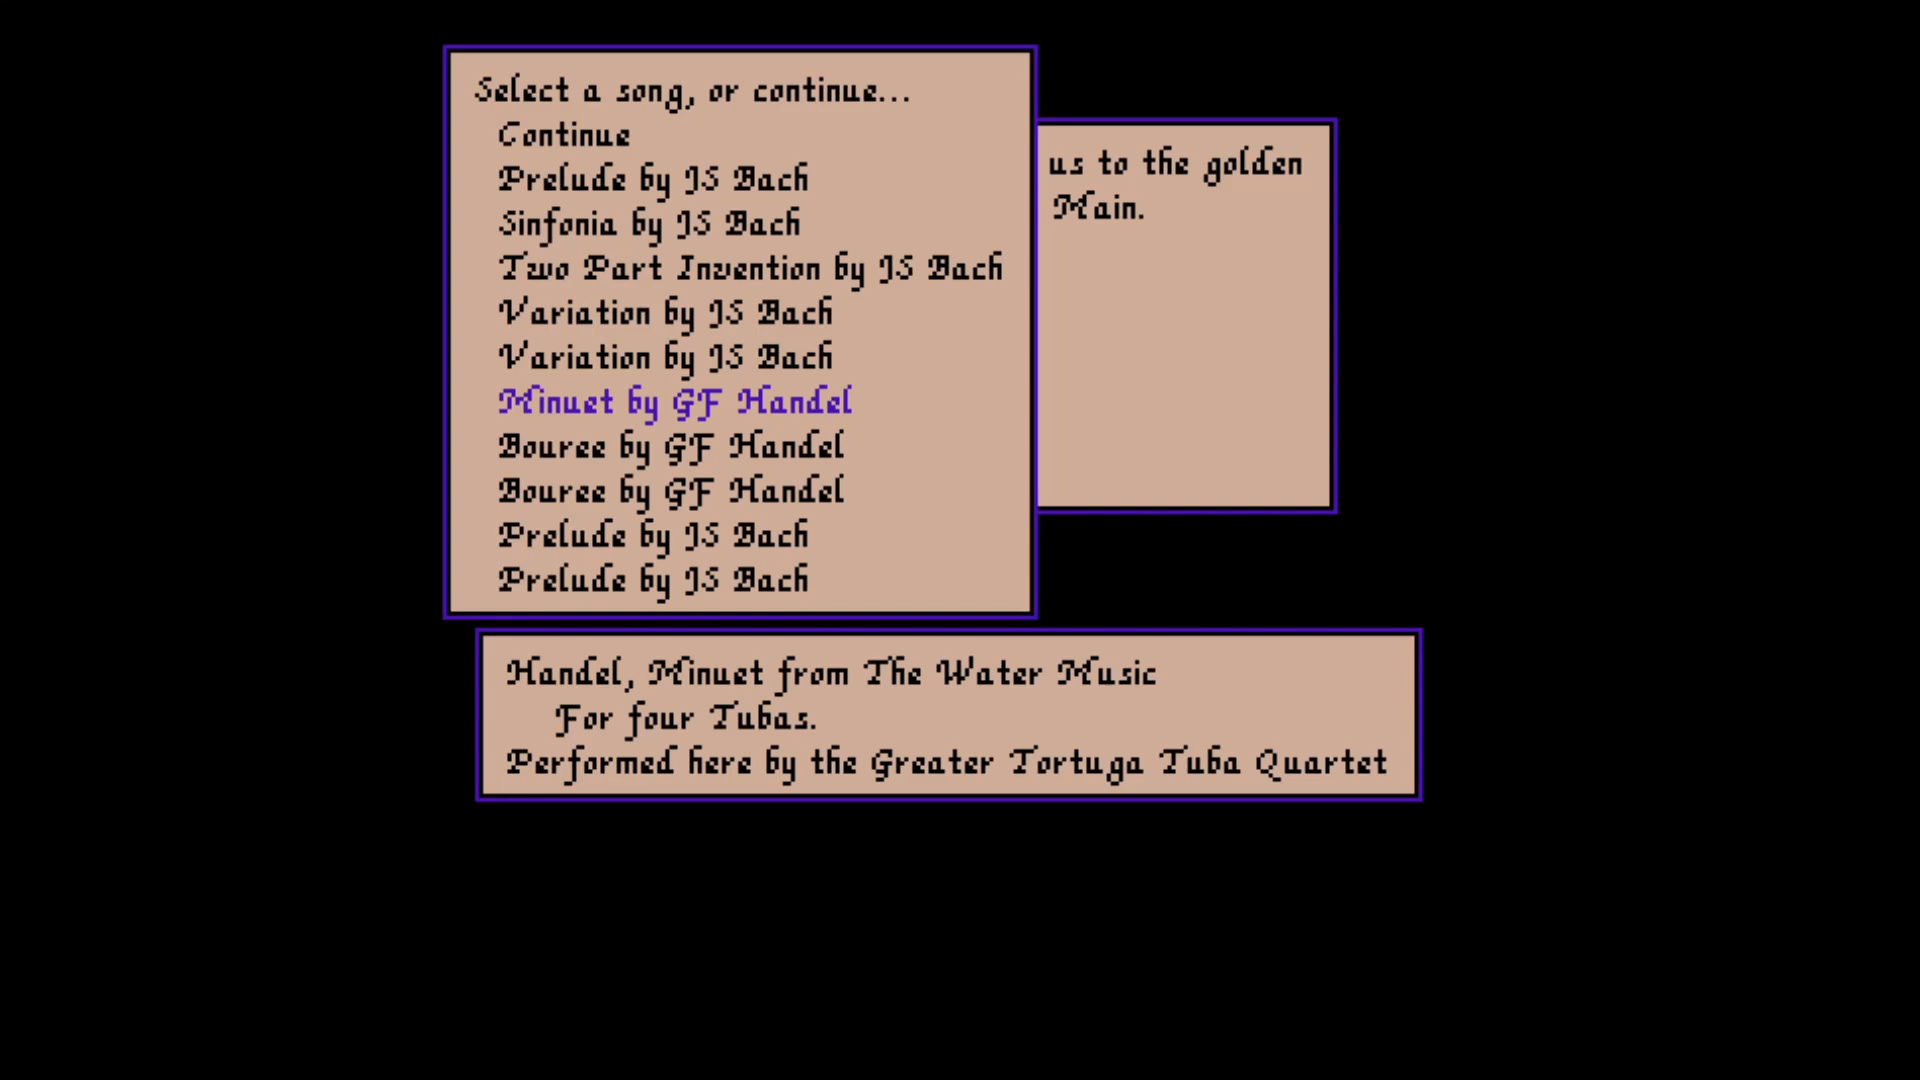 Select a song, or continue...
Continue
Prelude by JS Bach
Sinfonia by JS Bach
Two Part Invention by JS Bach
Variation by JS Bach
Variation by JS Bach
Minuet by GF Handel
Bouree by GF Handel
Bouree by GF Handel
Prelude by JS Bach
Prelude by JS Bach
us to the golden
Main.
Handel, Minuet from The Water Music
For four Tubas.
Performed here by the Greater Tortuga Tuba Quartet